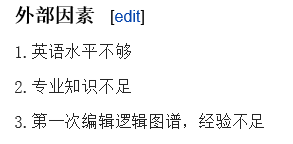 外部因素 [edit]
1. 英语水平不够
2. 专业知识不足
3. 第一次编辑逻辑图谱，经验不足